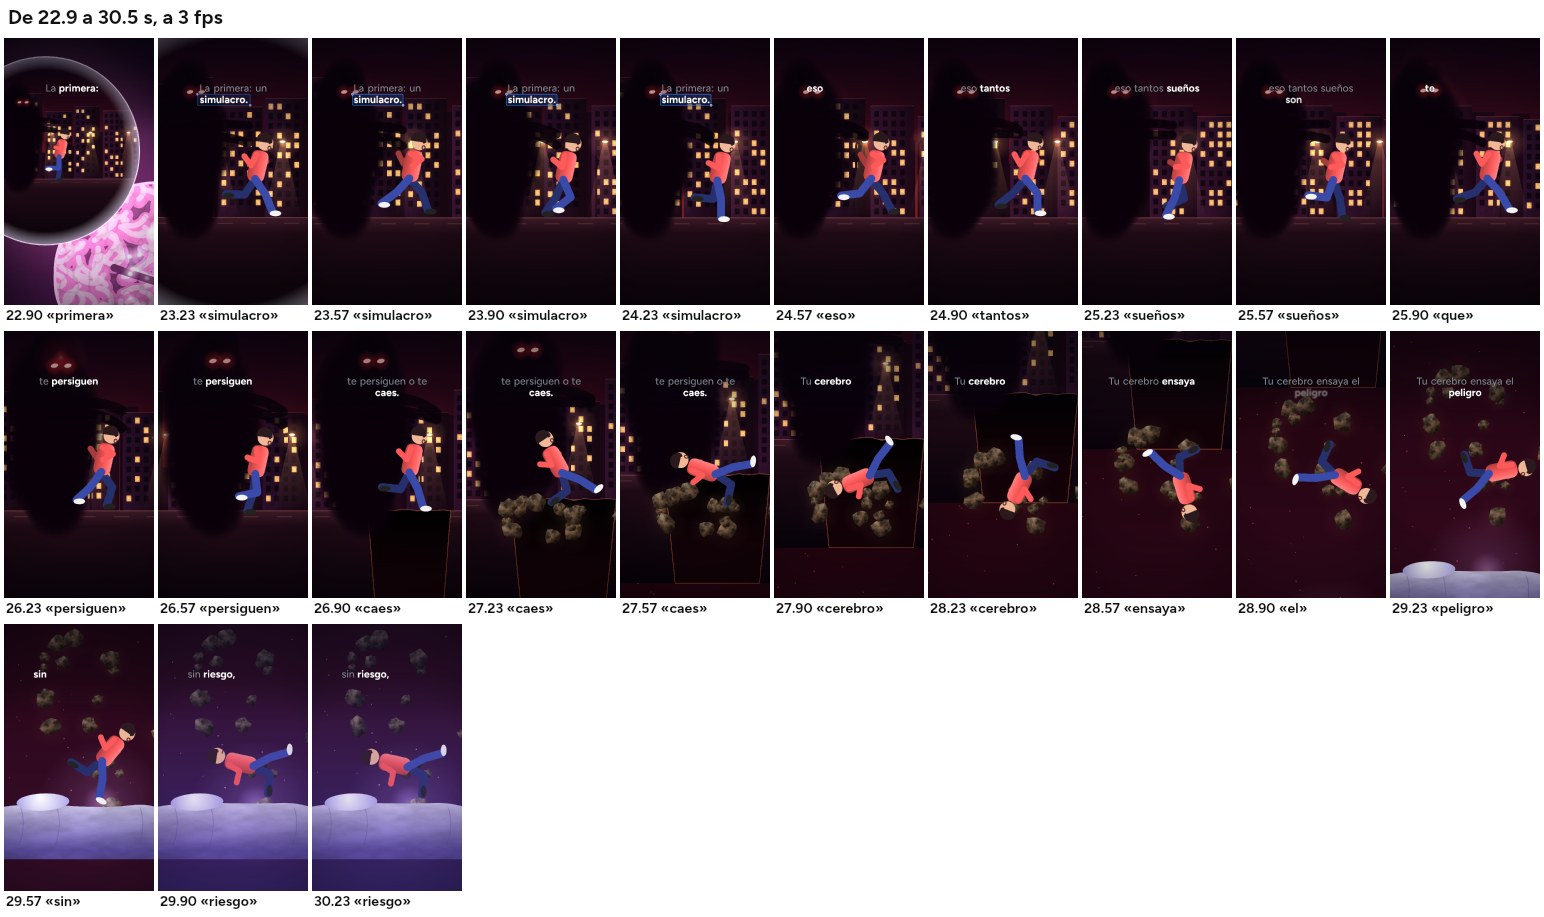 De 22.9 a 30.5 s, a 3 fps
La primera:
La primera: un
simulacro.
La primera: un
simulacro.
La primera: un
simulacro.
La primera: un
simulacro.
eso
eso tantos
eso tantos sueños
eso tantos sueños
son
te
22.90 «primera»
23.23 «simulacro»
23.57 «simulacro»
23.90 «simulacro»
24.23 «simulacro»
24.57 «eso»
24.90 «tantos»
25.23 «sueños»
25.57 «sueños»
25.90 «que»
te persiguen
te persiguen
te persiguen o te
caes.
te persiguen o te
caes.
te persiguen o te
caes.
Tu cerebro
Tu cerebro
Tu cerebro ensaya
Tu cerebro ensaya el
peligro
Tu cerebro ensaya el
peligro
26.23 «persiguen»
26.57 «persiguen»
26.90 «caes»
27.23 «caes»
27.57 «caes»
27.90 «cerebro»
28.23 «cerebro»
28.57 «ensaya»
28.90 «el»
29.23 «peligro»
sin
sin riesgo,
sin riesgo,
29.57 «sin»
29.90 «riesgo»
30.23 «riesgo»